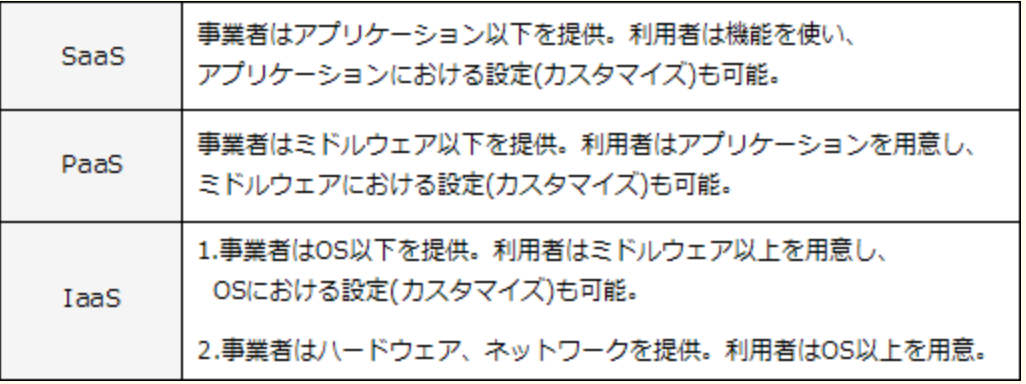 SaaS
事業者はアプリケーション以下を提供。利用者は機能を使い、
アプリケーションにおける設定(カスタマイズ)も可能。
PaaS
事業者はミドルウェア以下を提供。利用者はアプリケーションを用意し、
ミドルウェアにおける設定(カスタマイズ)も可能。
IaaS
1.事業者はOS以下を提供。利用者はミドルウェア以上を用意し、
OSにおける設定(カスタマイズ)も可能。
2.事業者はハードウェア、ネットワークを提供。利用者はOS以上を用意。